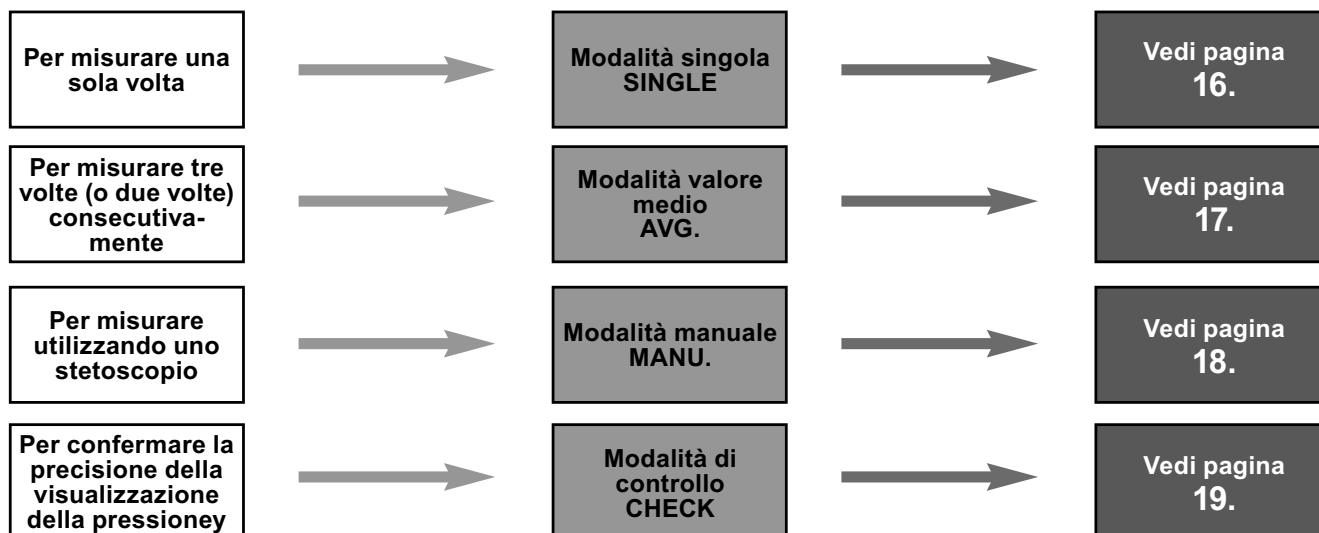 Per misurare una
sola volta
Modalità singola
SINGLE
Vedi pagina
16.
Per misurare tre
volte (o due volte)
consecutiva-
mente
Modalità valore
medio
AVG.
Vedi pagina
17.
Per misurare
utilizzando uno
stetoscopio
Modalità manuale
MANU.
Vedi pagina
18.
Per confermare la
precisione della
visualizzazione
della pressioney
Modalità di
controllo
CHECK
Vedi pagina
19.